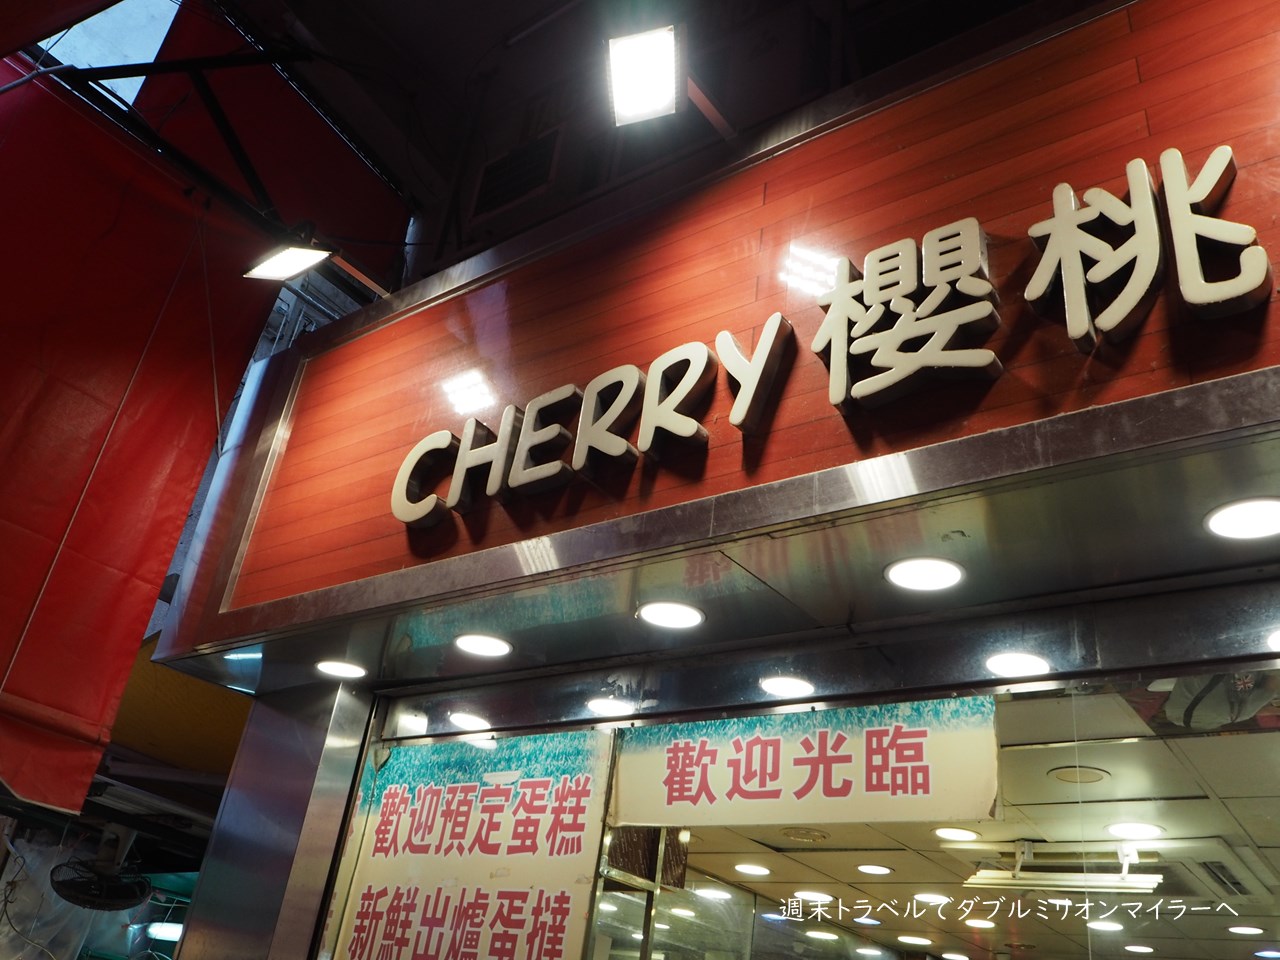 CHERRY 櫻桃
歡迎光臨
歡迎預定蛋糕
新鮮出爐蛋撻
週末トラベルでダブルミリオンマイラーへ